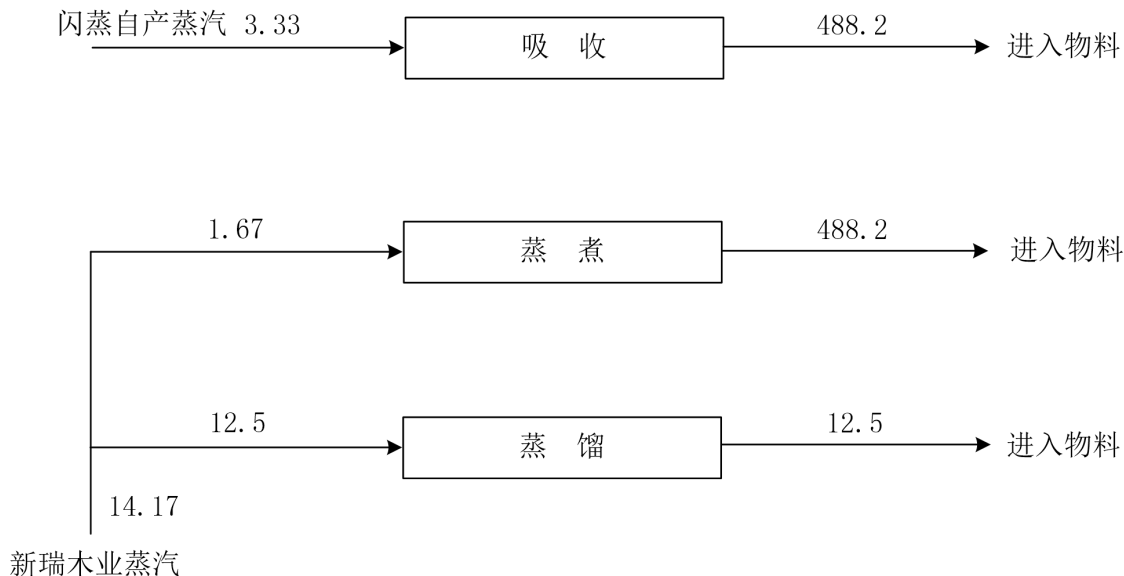 闪蒸自产蒸汽 3.33
吸 收
488.2
进入物料
1.67
蒸 煮
488.2
进入物料
12.5
蒸 馏
12.5
进入物料
14.17
新瑞木业蒸汽